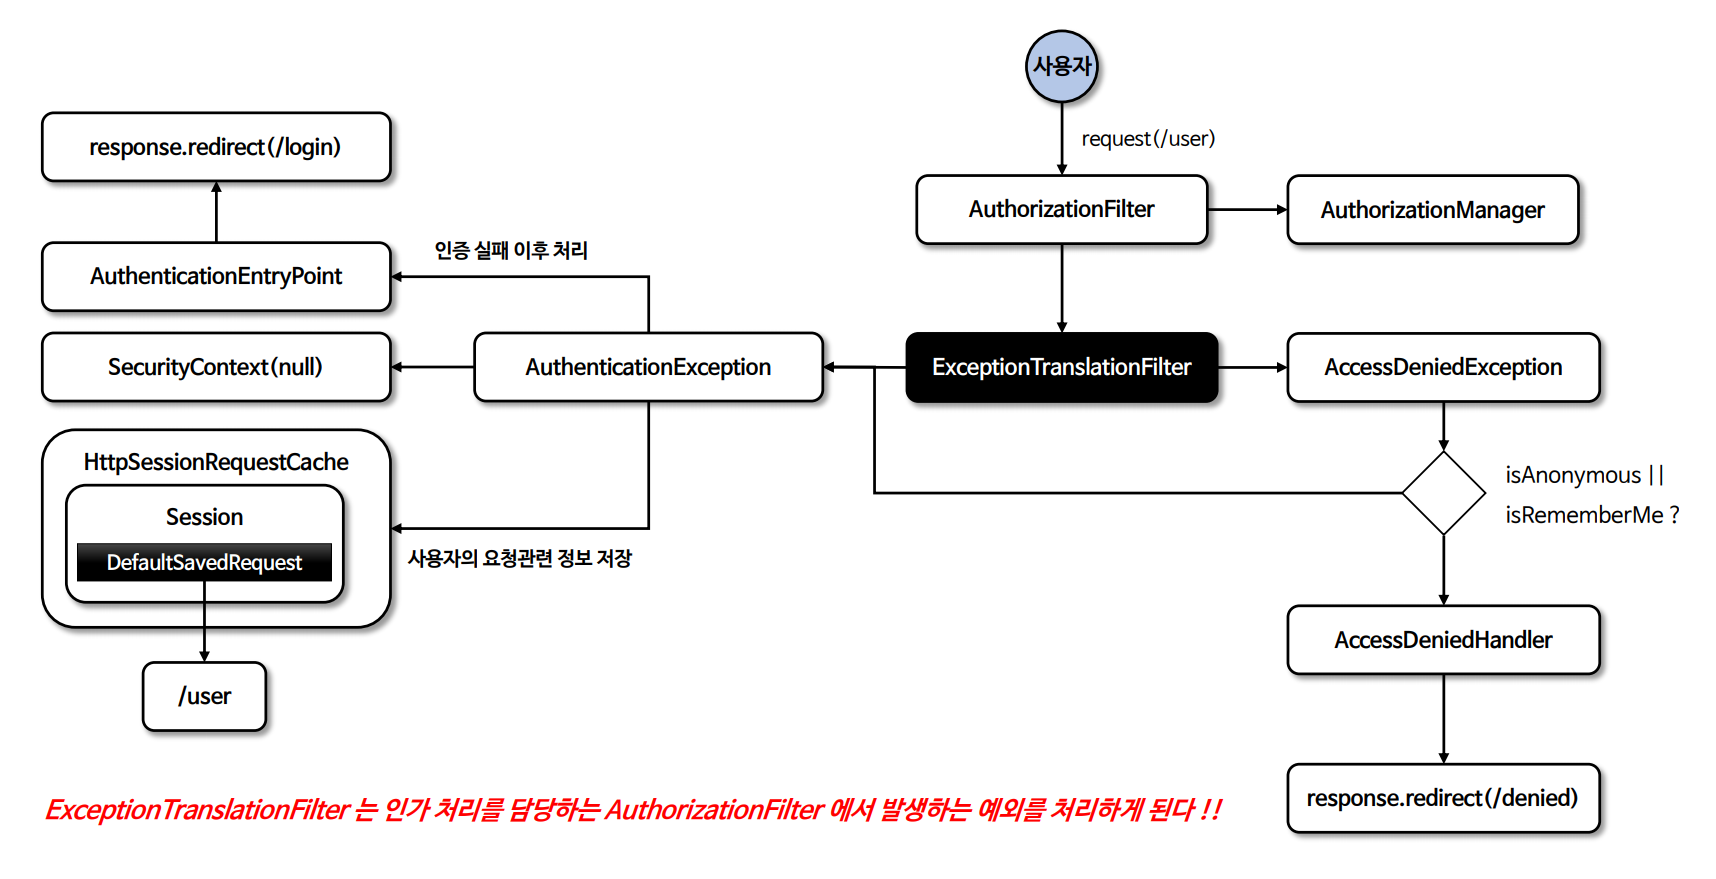 사용자
request(/user)
response.redirect(/login)
AuthorizationFilter
AuthorizationManager
인증 실패 이후 처리
AuthenticationEntryPoint
SecurityContext(null)
AuthenticationException
ExceptionTranslationFilter
AccessDeniedException
HttpSessionRequestCache
Session
DefaultSavedRequest
사용자의 요청관련 정보 저장
isAnonymous ||
isRememberMe ?
AccessDeniedHandler
/user
response.redirect(/denied)
ExceptionTranslationFilter 는 인가 처리를 담당하는 AuthorizationFilter 에서 발생하는 예외를 처리하게 된다 !!